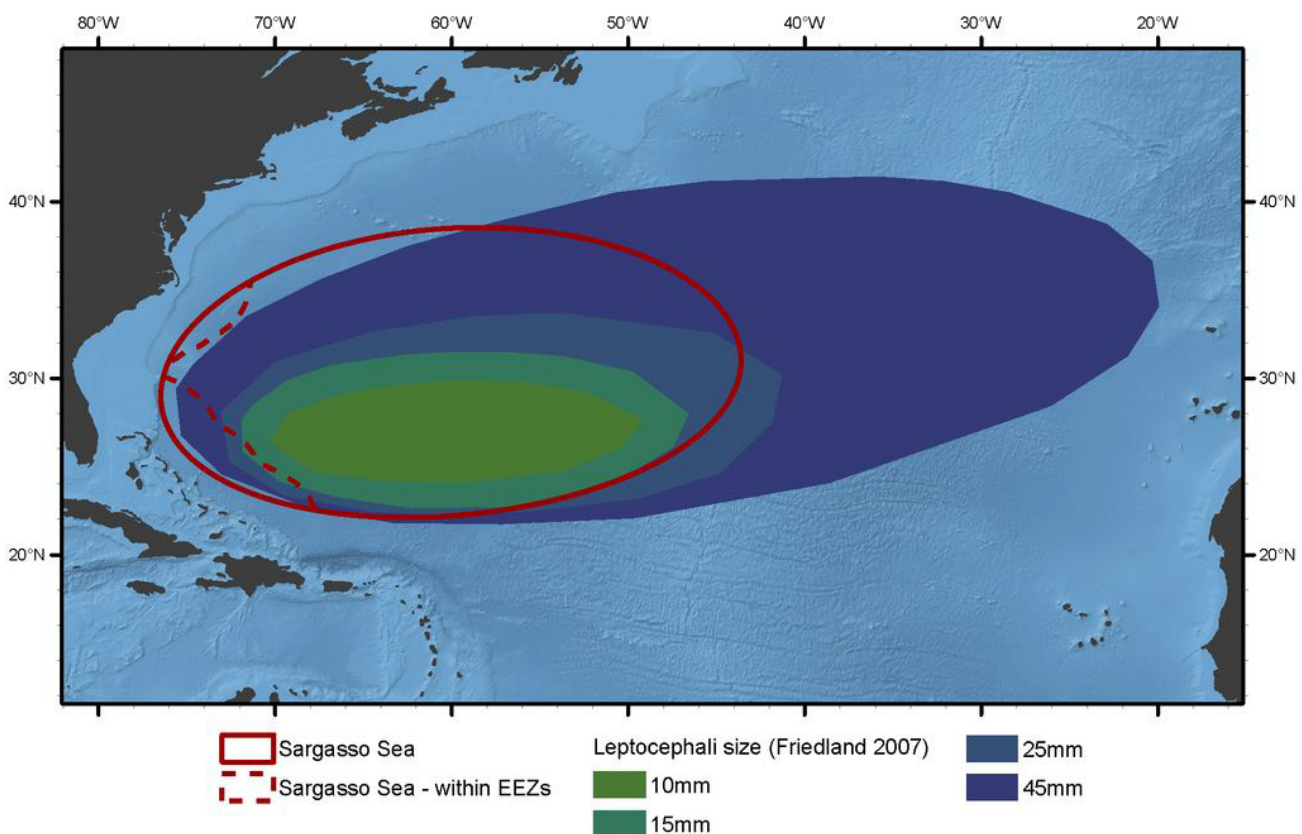 80°W 70°W 60°W 50°W 40°W 30°W 20°W
40°N 40°N
30°N 30°N
20°N 20°N
80°W 70°W 60°W 50°W 40°W 30°W 20°W
Sargasso Sea
Sargasso Sea - within EEZs
Leptocephali size (Friedland 2007)
10mm
15mm
25mm
45mm